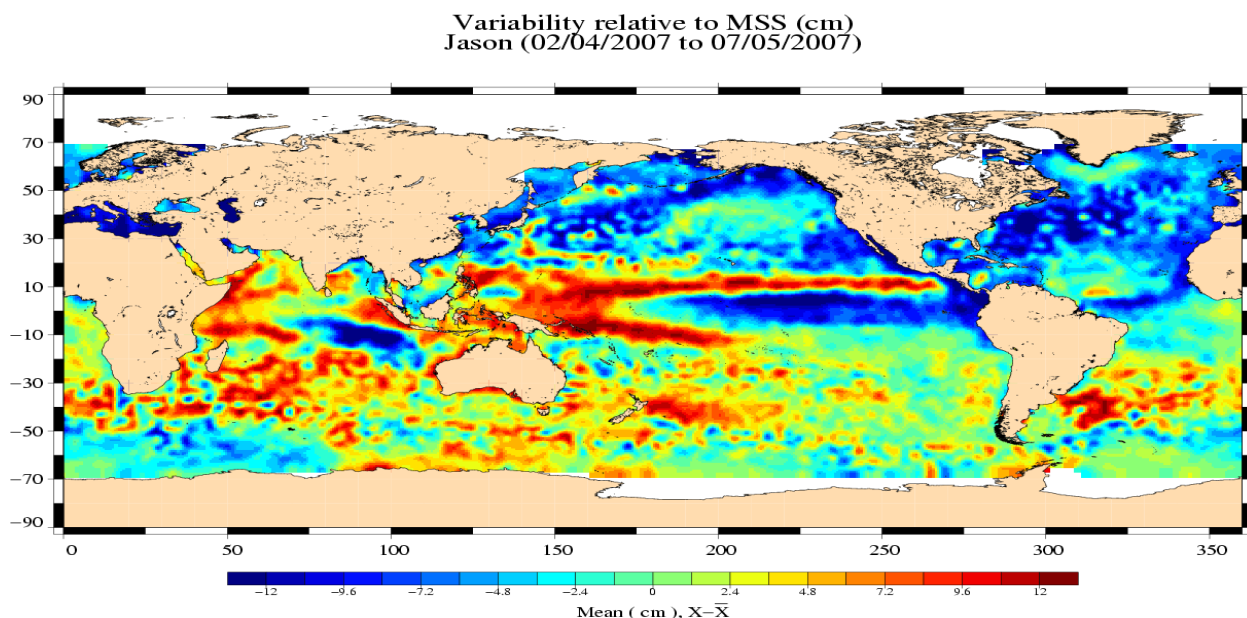 Variability relative to MSS (cm)
Jason (02/04/2007 to 07/05/2007)
90
70
50
30
10
−10
−30
−50
−70
−90
0 50 100 150 200 250 300 350
−12 −9.6 −7.2 −4.8 −2.4 0 2.4 4.8 7.2 9.6 12
Mean ( cm ), X−X̅